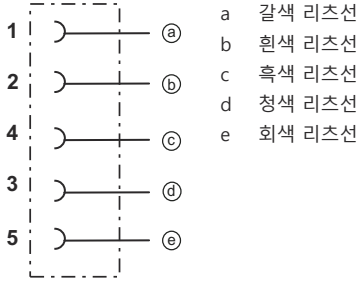 1 ⓐ a 갈색 리츠선
2 ⓑ b 흰색 리츠선
4 ⓒ c 흑색 리츠선
3 ⓓ d 청색 리츠선
5 ⓔ e 회색 리츠선